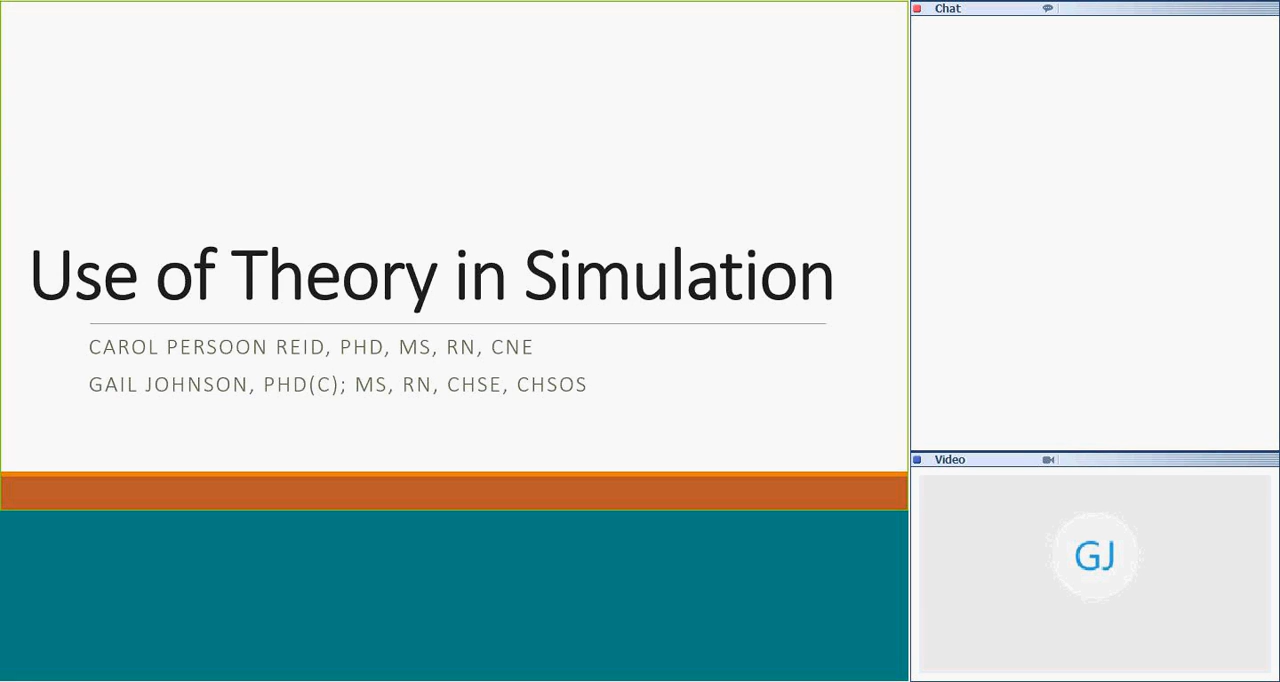 Use of Theory in Simulation
CAROL PERSOON REID, PHD, MS, RN, CNE
GAIL JOHNSON, PHD(C); MS, RN, CHSE, CHSOS
Chat
Video
GJ